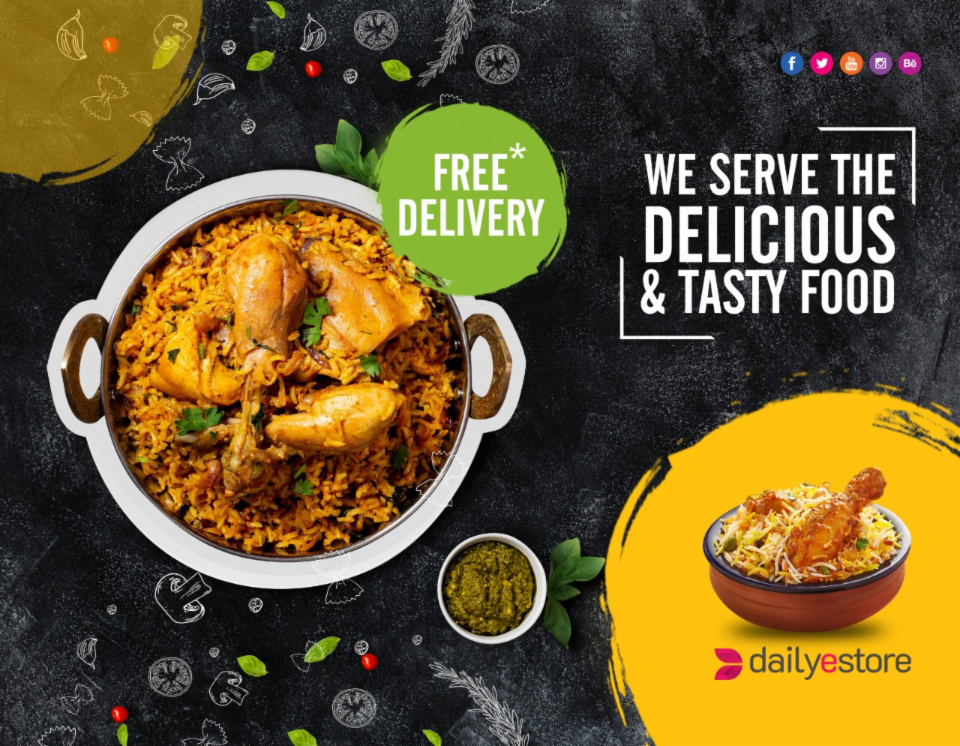 FREE*
DELIVERY
WE SERVE THE
DELICIOUS
& TASTY FOOD
dailyestore